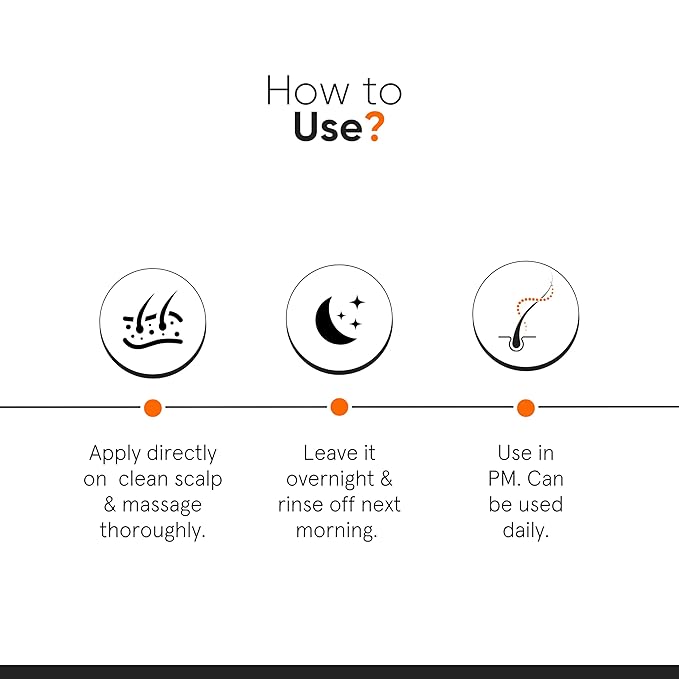 How to
Use?
Apply directly
on clean scalp
& massage
thoroughly.
Leave it
overnight &
rinse off next
morning.
Use in
PM. Can
be used
daily.